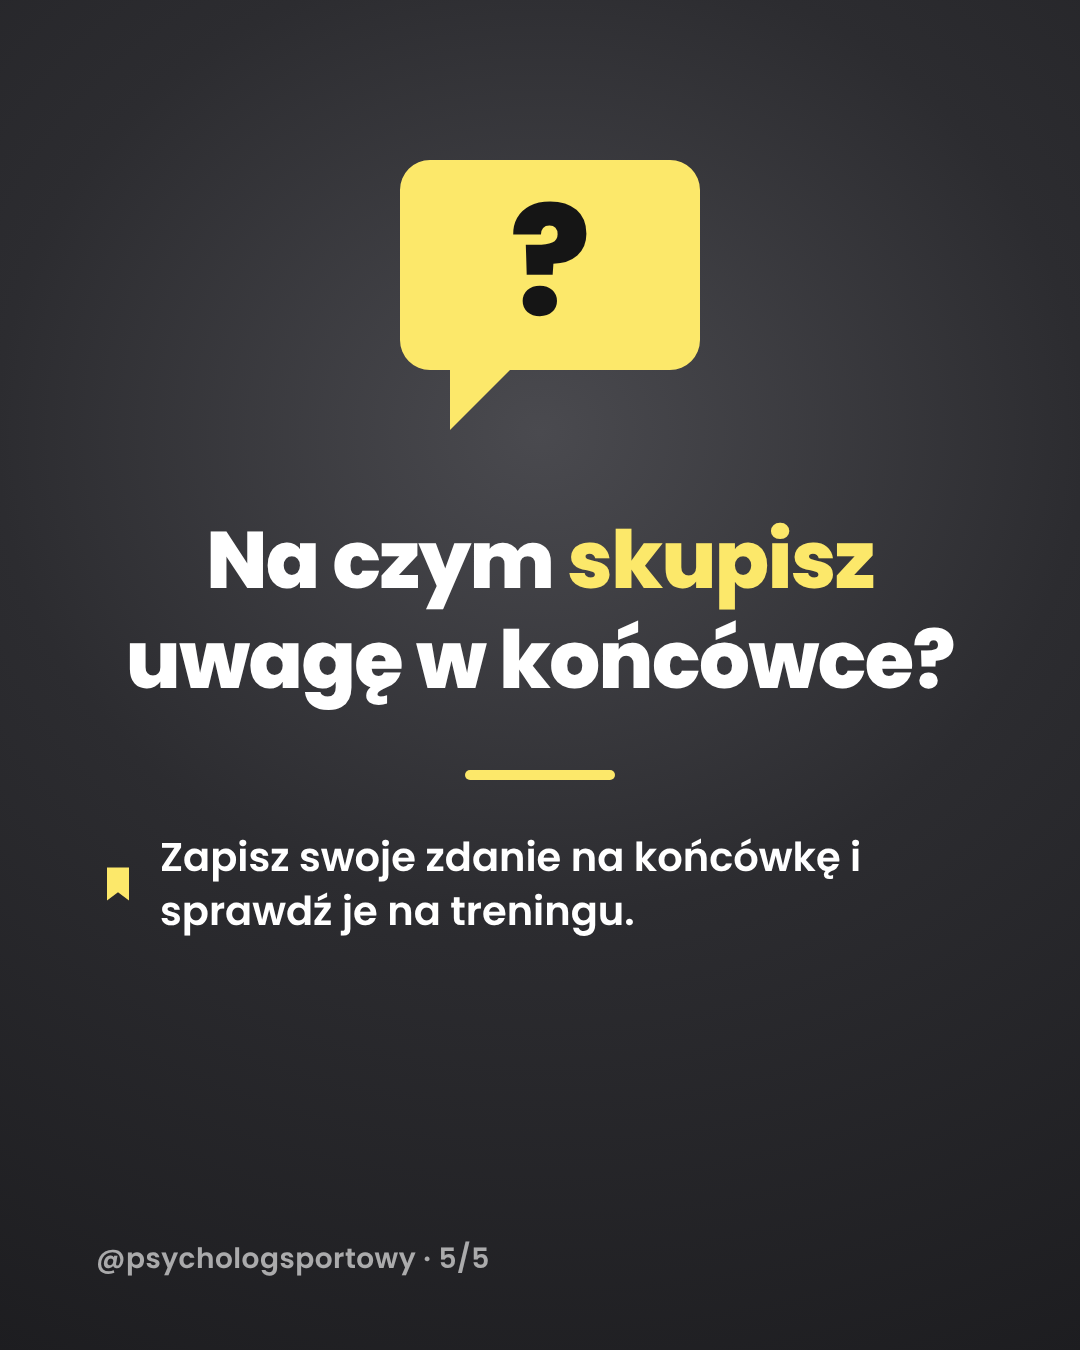 ?
Na czym skupisz
uwagę w końcówce?
Zapisz swoje zdanie na końcówkę i
sprawdź je na treningu.
@psychologsportowy · 5/5